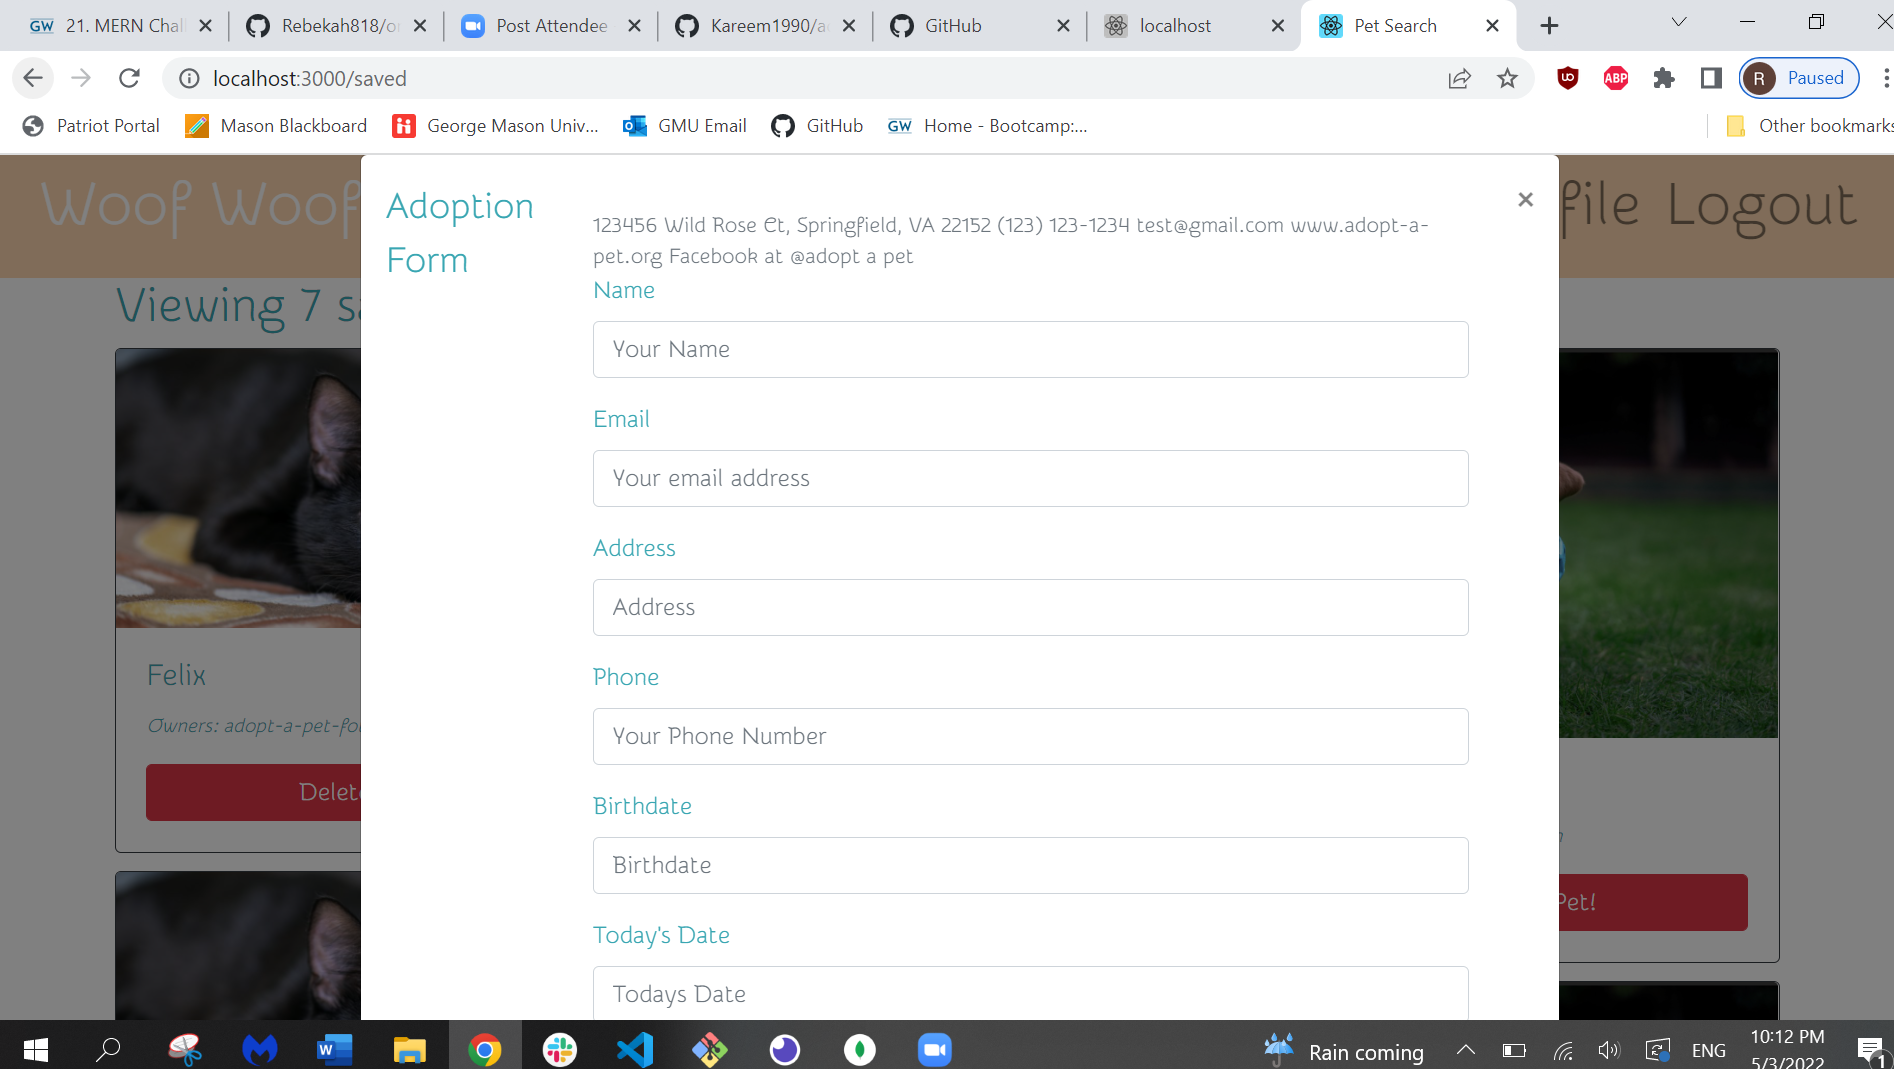 21. MERN Chal
Rebekah818/o
Post Attendee
Kareem1990/a
GitHub
localhost
Pet Search
localhost:3000/saved
ABP
R
Paused
Patriot Portal
Mason Blackboard
George Mason Univ...
GMU Email
GitHub
GW
Home - Bootcamp:...
Other bookmarks
Woof Woof
file Logout
Adoption
Form
×
123456 Wild Rose Ct, Springfield, VA 22152 (123) 123-1234 test@gmail.com www.adopt-a-
pet.org Facebook at @adopt a pet
Name
Your Name
Email
Your email address
Address
Address
Phone
Your Phone Number
Birthdate
Birthdate
Today's Date
Todays Date
Viewing 7 sa
Felix
Owners: adopt-a-pet-fo
Delete
Pet!
Rain coming
ENG
10:12 PM
5/3/2022
1